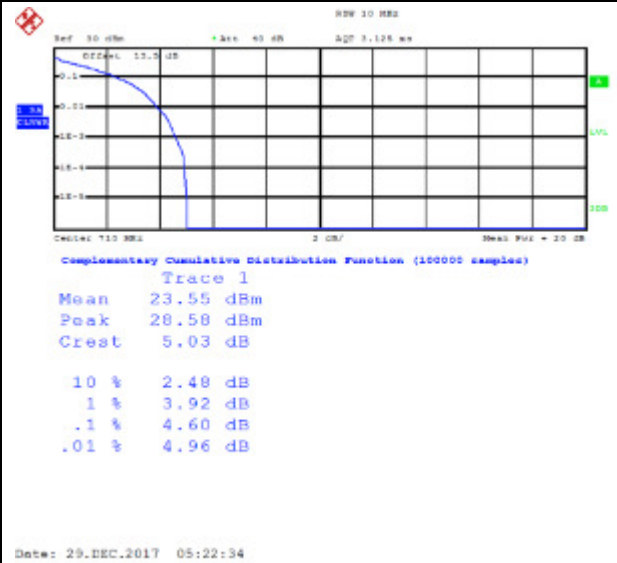 RBW 10 MHz
Ref 30 dBm *Att 40 dB AQT 3.125 ms
Offset 13.5 dB
0.1
A
0.01
1 SA
CLRWR
1E-3
LVL
1E-4
1E-5
3DB
Center 710 MHz 2 dB/ Mean Pwr + 20 dB
Complementary Cumulative Distribution Function (100000 samples)
Trace 1
Mean 23.55 dBm
Peak 28.58 dBm
Crest 5.03 dB
10 % 2.48 dB
1 % 3.92 dB
.1 % 4.60 dB
.01 % 4.96 dB
Date: 29.DEC.2017 05:22:34